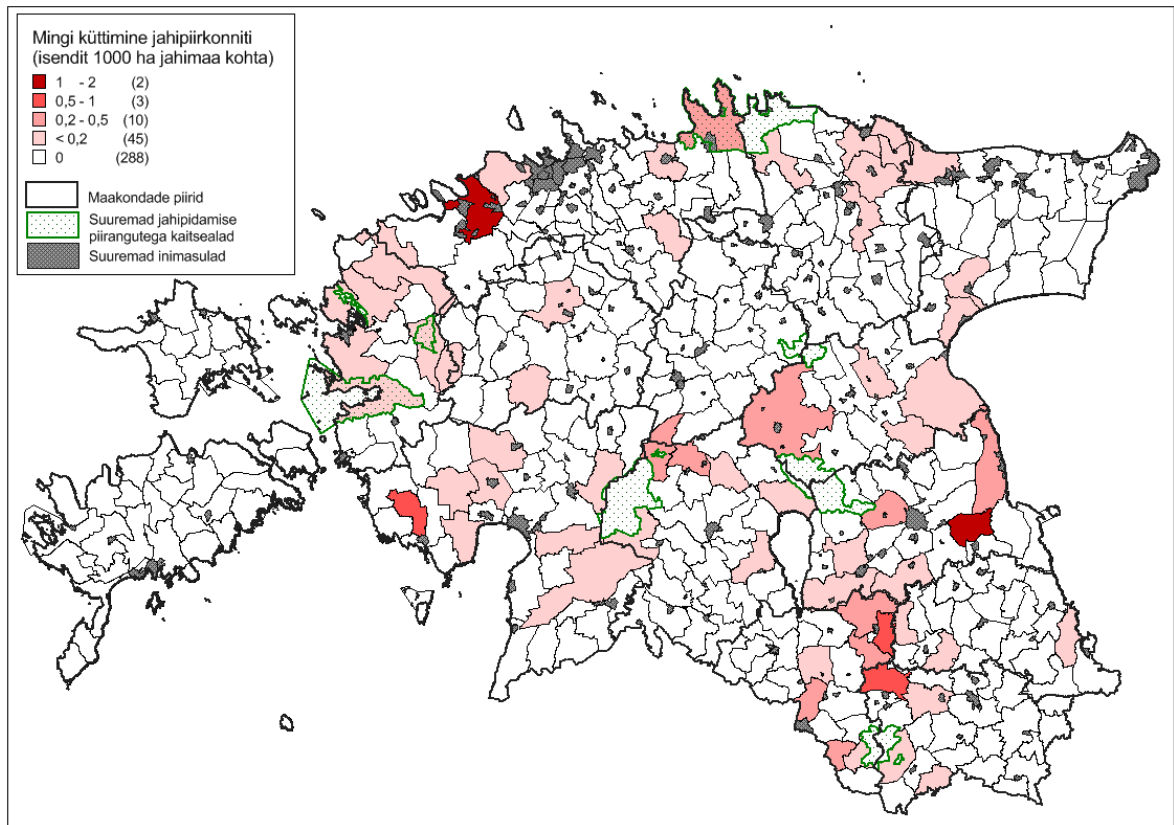 Mingi küttimine jahipiirkonniti
(isendit 1000 ha jahimaa kohta)
1 - 2 (2)
0,5 - 1 (3)
0,2 - 0,5 (10)
< 0,2 (45)
0 (288)
Maakondade piirid
Suuremad jahipidamise
piirangutega kaitsealad
Suuremad inimasulad